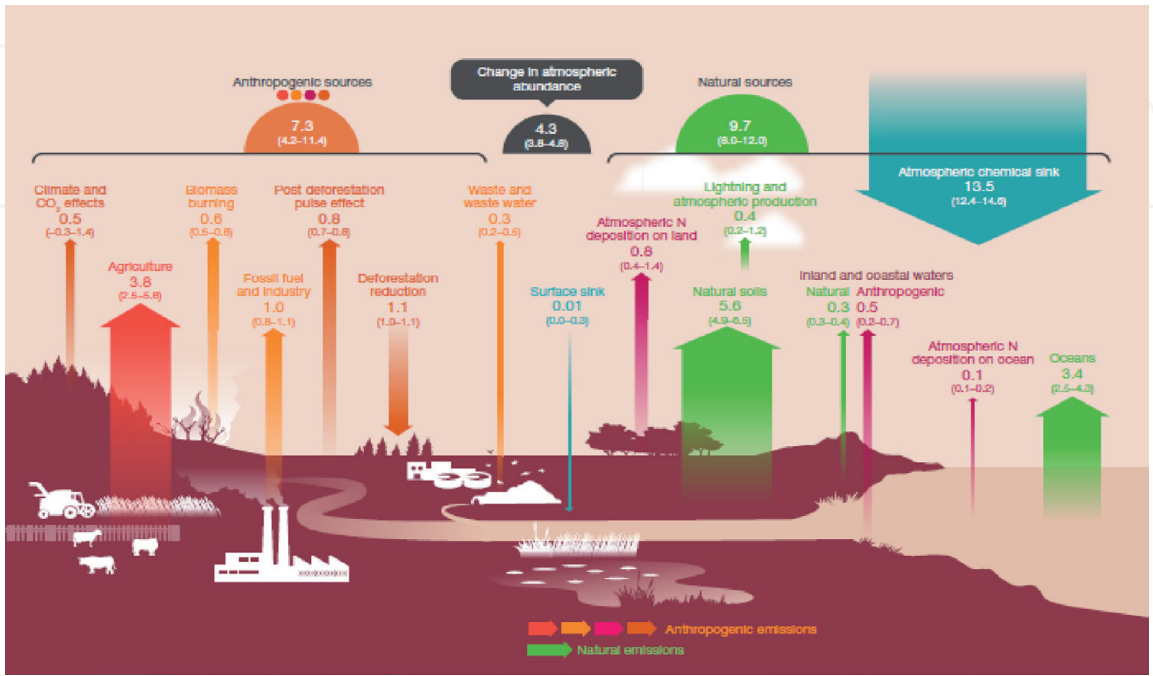 Anthropogenic sources
7.3
(4.2–11.4)
Change in atmospheric
abundance
4.3
(3.8–4.8)
Natural sources
9.7
(8.0–12.0)
Atmospheric chemical sink
13.5
(12.4–14.6)
Climate and
CO₂ effects
0.5
(−0.3–1.4)
Agriculture
3.8
(2.5–5.8)
Biomass
burning
0.6
(0.5–0.8)
Fossil fuel
and industry
1.0
(0.8–1.1)
Post deforestation
pulse effect
0.8
(0.7–0.8)
Deforestation
reduction
1.1
(1.0–1.1)
Waste and
waste water
0.3
(0.2–0.5)
Surface sink
0.01
(0.0–0.3)
Atmospheric N
deposition on land
0.8
(0.4–1.4)
Lightning and
atmospheric production
0.4
(0.2–1.2)
Natural soils
5.6
(4.9–6.5)
Inland and coastal waters
Natural
0.3
(0.3–0.4)
Anthropogenic
0.5
(0.2–0.7)
Atmospheric N
deposition on ocean
0.1
(0.1–0.2)
Oceans
3.4
(2.5–4.3)
Anthropogenic emissions
Natural emissions